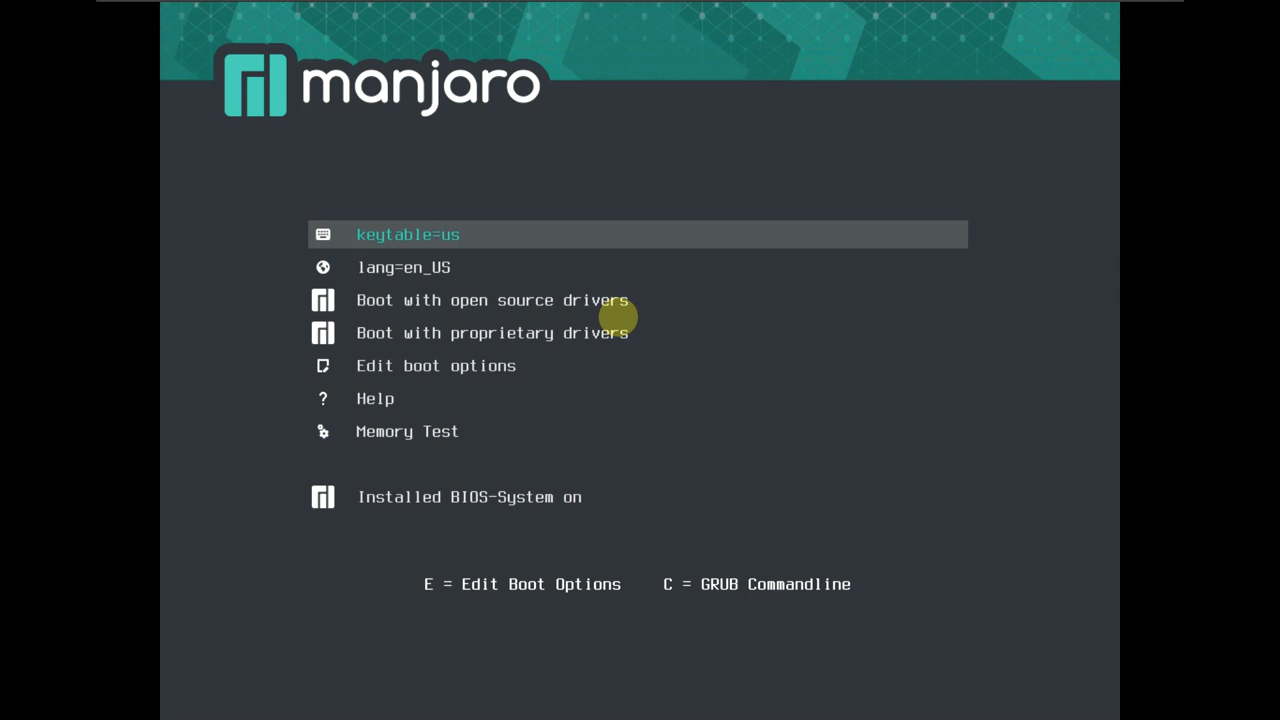 manjaro
keytable=us
lang=en_US
Boot with open source drivers
Boot with proprietary drivers
Edit boot options
Help
Memory Test
Installed BIOS-System on
E = Edit Boot Options C = GRUB Commandline